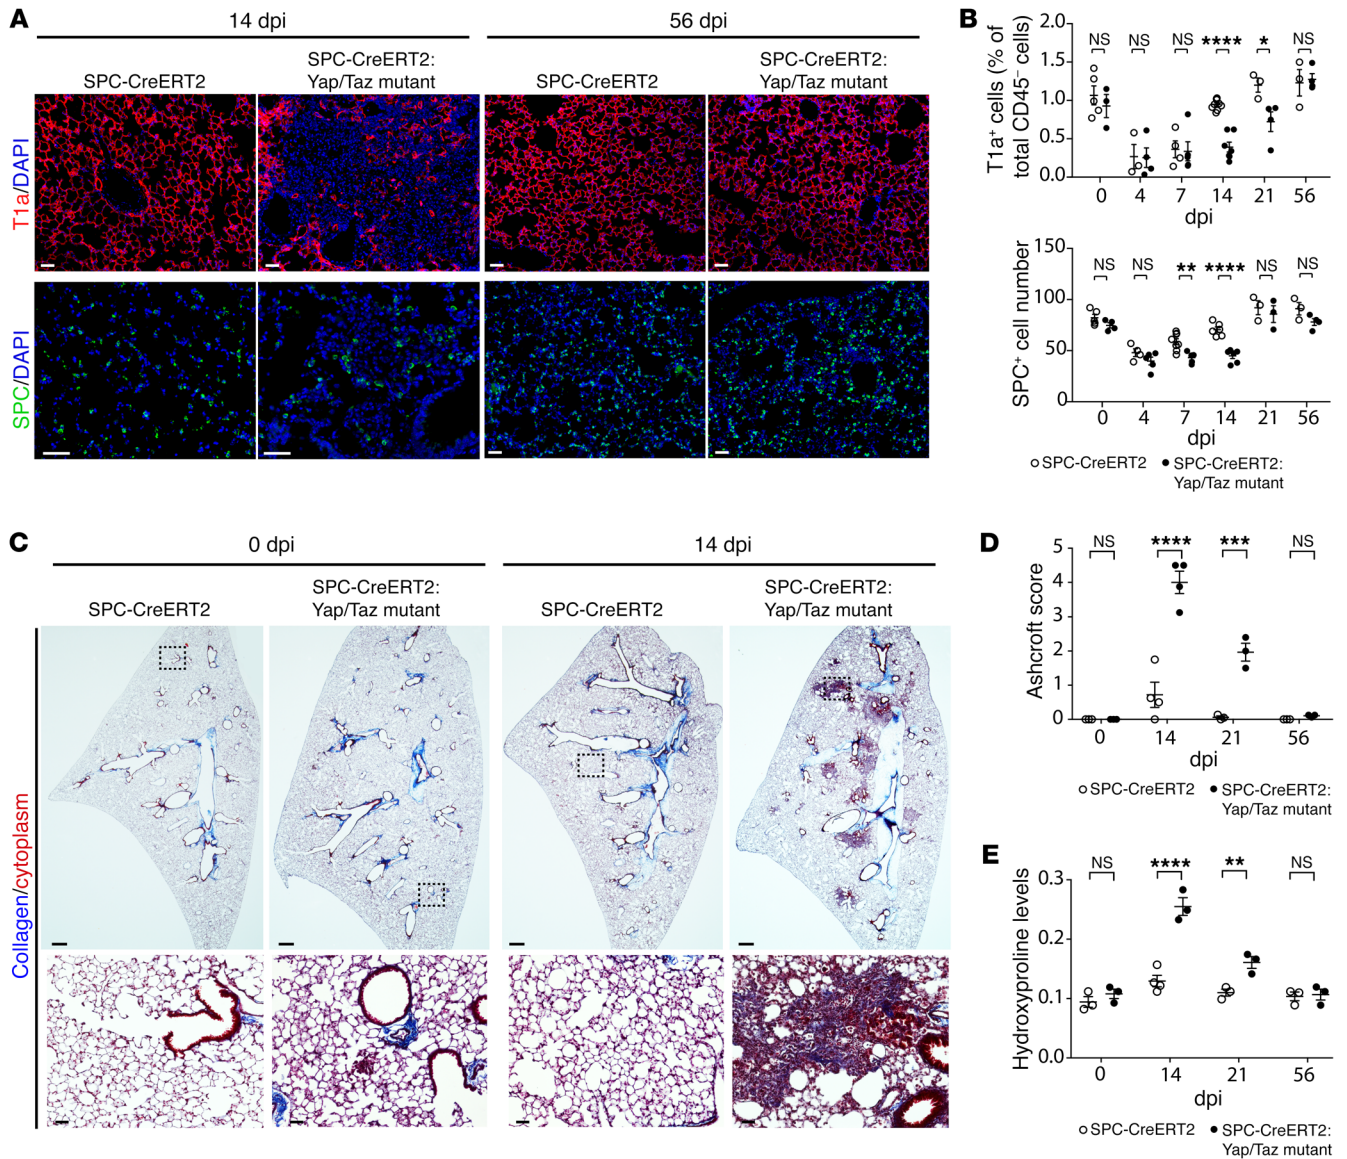 A
14 dpi
56 dpi
SPC-CreERT2
SPC-CreERT2:
Yap/Taz mutant
SPC-CreERT2
SPC-CreERT2:
Yap/Taz mutant
T1a/DAPI
SPC/DAPI
B
T1a⁺ cells (% of
total CD45⁻ cells)
2.0
1.5
1.0
0.5
0.0
NS NS NS **** * NS
0 4 7 14 21 56
dpi
SPC⁺ cell number
150
100
50
0
NS NS ** **** NS NS
0 4 7 14 21 56
dpi
SPC-CreERT2
SPC-CreERT2:
Yap/Taz mutant
C
0 dpi
14 dpi
SPC-CreERT2
SPC-CreERT2:
Yap/Taz mutant
SPC-CreERT2
SPC-CreERT2:
Yap/Taz mutant
Collagen/cytoplasm
D
Ashcroft score
5
4
3
2
1
0
NS **** *** NS
0 14 21 56
dpi
SPC-CreERT2
SPC-CreERT2:
Yap/Taz mutant
E
Hydroxyproline levels
0.3
0.2
0.1
0.0
NS **** ** NS
0 14 21 56
dpi
SPC-CreERT2
SPC-CreERT2:
Yap/Taz mutant